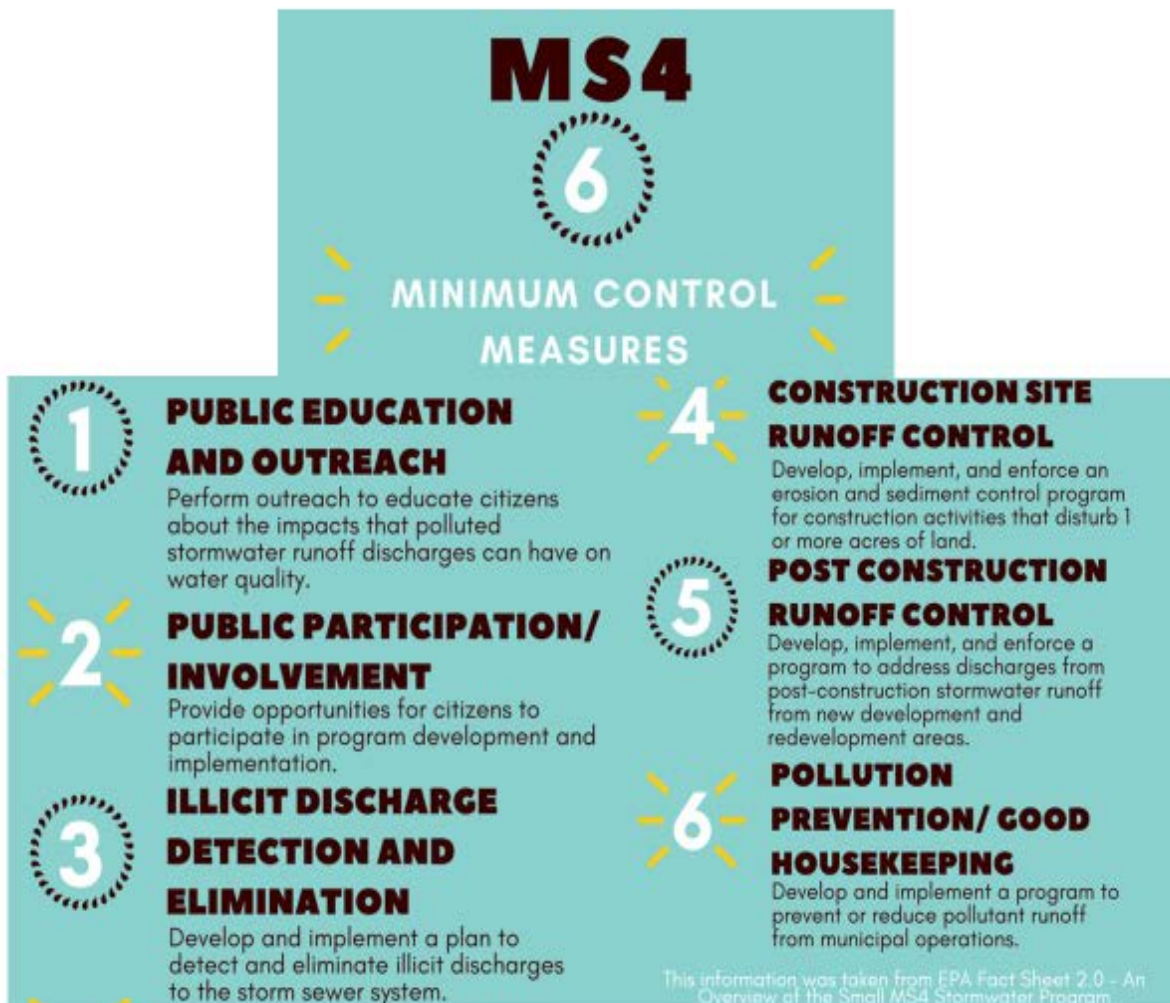 MS4
6
MINIMUM CONTROL
MEASURES
1
PUBLIC EDUCATION
AND OUTREACH
Perform outreach to educate citizens
about the impacts that polluted
stormwater runoff discharges can have on
water quality.
2
PUBLIC PARTICIPATION/
INVOLVEMENT
Provide opportunities for citizens to
participate in program development and
implementation.
3
ILLICIT DISCHARGE
DETECTION AND
ELIMINATION
Develop and implement a plan to
detect and eliminate illicit discharges
to the storm sewer system.
4
CONSTRUCTION SITE
RUNOFF CONTROL
Develop, implement, and enforce an
erosion and sediment control program
for construction activities that disturb 1
or more acres of land.
5
POST CONSTRUCTION
RUNOFF CONTROL
Develop, implement, and enforce a
program to address discharges from
post-construction stormwater runoff
from new development and
redevelopment areas.
6
POLLUTION
PREVENTION/ GOOD
HOUSEKEEPING
Develop and implement a program to
prevent or reduce pollutant runoff
from municipal operations.
This information was taken from EPA Fact Sheet 2.0 - An
Overview of the Small MS4 Stormwater Program